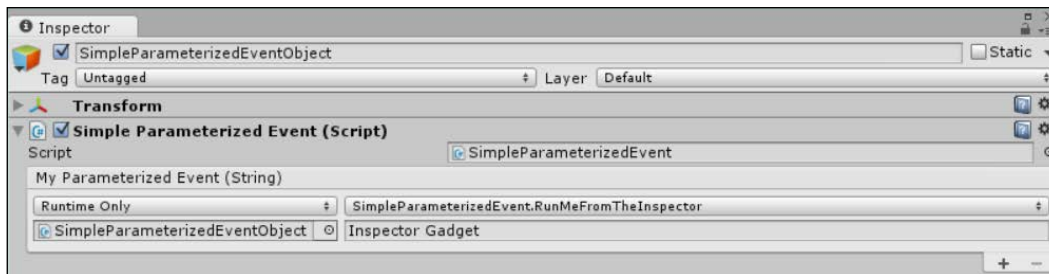 Inspector
SimpleParameterizedEventObject Static
Tag Untagged Layer Default
Transform
Simple Parameterized Event (Script)
Script SimpleParameterizedEvent
My Parameterized Event (String)
Runtime Only SimpleParameterizedEvent.RunMeFromTheInspector
SimpleParameterizedEventObject Inspector Gadget
+ −